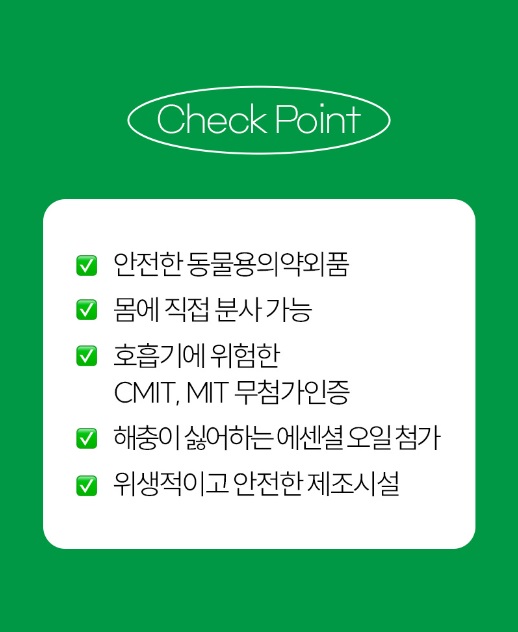 Check Point
안전한 동물용의약외품
몸에 직접 분사 가능
호흡기에 위험한
CMIT, MIT 무첨가인증
해충이 싫어하는 에센셜 오일 첨가
위생적이고 안전한 제조시설